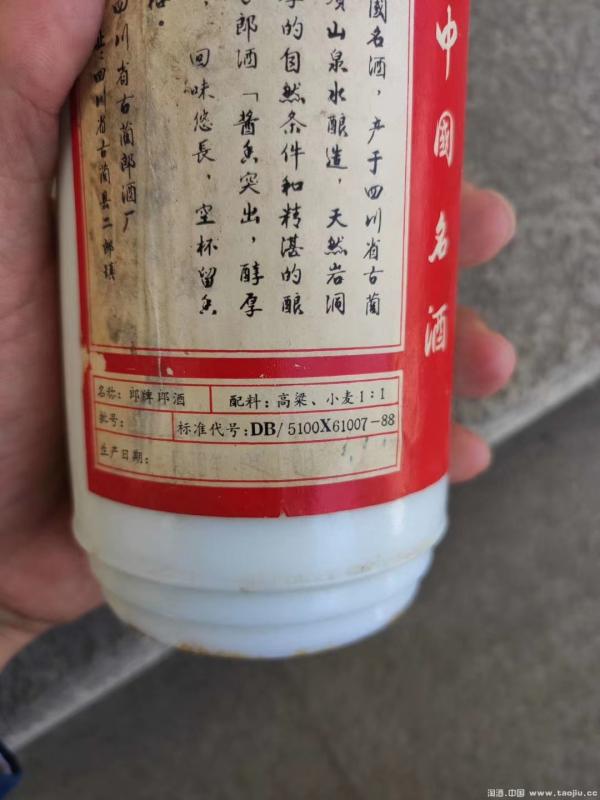 中國名酒
國名酒，产于四川省古蔺
山泉水酿造，天然岩洞
的自然条件和精湛的酿
郎酒「醬香突出，醇厚
回味悠長，空杯留香
四川省古蔺郎酒厂
址：四川省古蔺县二郎镇
名称：郎牌郎酒 配料：高粱、小麦1:1
批号： 标准代号：DB/5100X61007-88
生产日期：
淘酒.中国 www.taojiu.cc